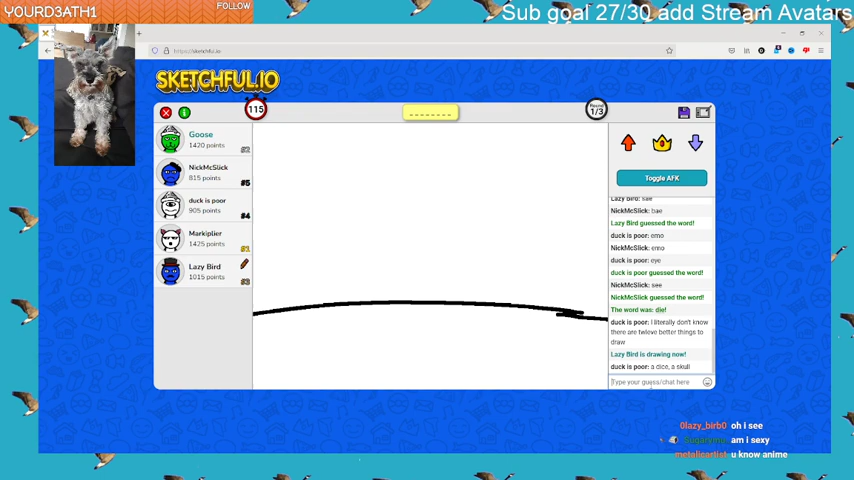 YOURD3ATH1
FOLLOW
Sub goal 27/30 add Stream Avatars
https://sketchful.io
SKETCHFUL.IO
115
_ _ _ _ _ _ _ _
Round
1/3
Goose
1420 points
#2
NickMcSlick
815 points
#5
duck is poor
905 points
#4
Markiplier
1425 points
#1
Lazy Bird
1015 points
#3
Toggle AFK
Lazy Bird: sae
NickMcSlick: bae
Lazy Bird guessed the word!
duck is poor: emo
NickMcSlick: emo
duck is poor: eye
duck is poor guessed the word!
NickMcSlick: see
NickMcSlick guessed the word!
The word was: die!
duck is poor: I literally don't know
there are twleve better things to
draw
Lazy Bird is drawing now!
duck is poor: a dice, a skull
Type your guess/chat here
0lazy_birb0 oh i see
am i sexy
metalicartist u know anime